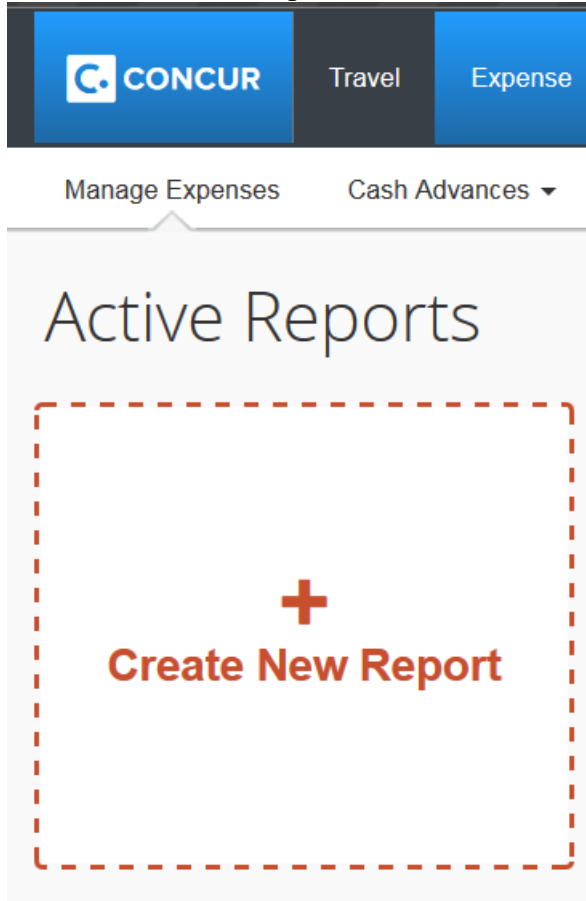 C. CONCUR Travel Expense
Manage Expenses Cash Advances
Active Reports
+
Create New Report